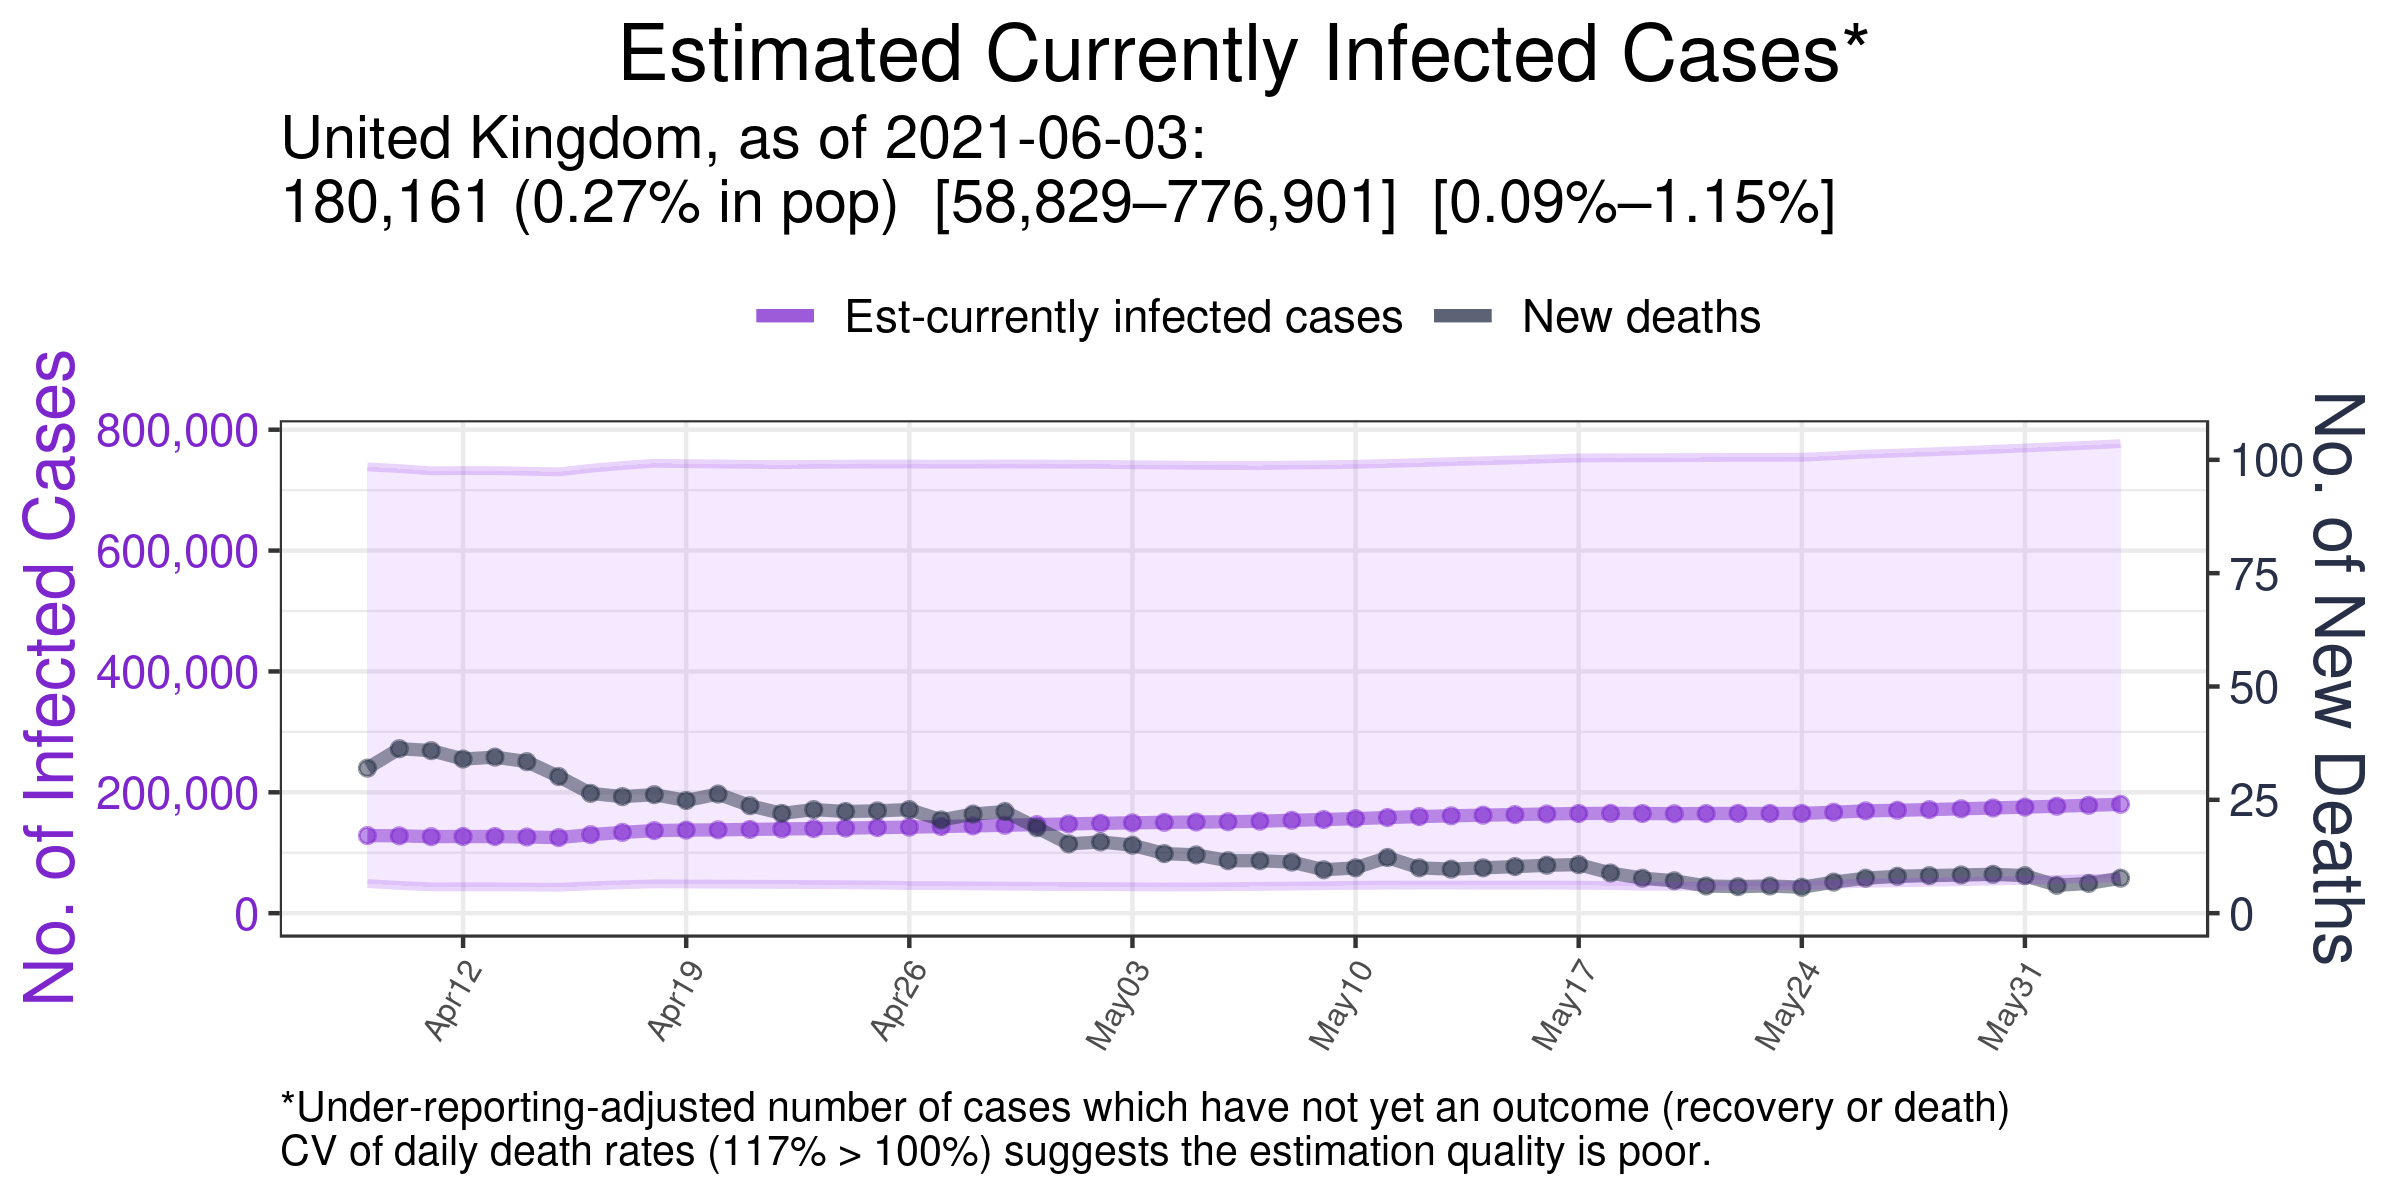 Estimated Currently Infected Cases*
United Kingdom, as of 2021-06-03:
180,161 (0.27% in pop)  [58,829–776,901]  [0.09%–1.15%]
Est-currently infected cases
New deaths
No. of Infected Cases
800,000
600,000
400,000
200,000
0
100
75
50
25
0
No. of New Deaths
Apr12
Apr19
Apr26
May03
May10
May17
May24
May31
*Under-reporting-adjusted number of cases which have not yet an outcome (recovery or death)
CV of daily death rates (117% > 100%) suggests the estimation quality is poor.